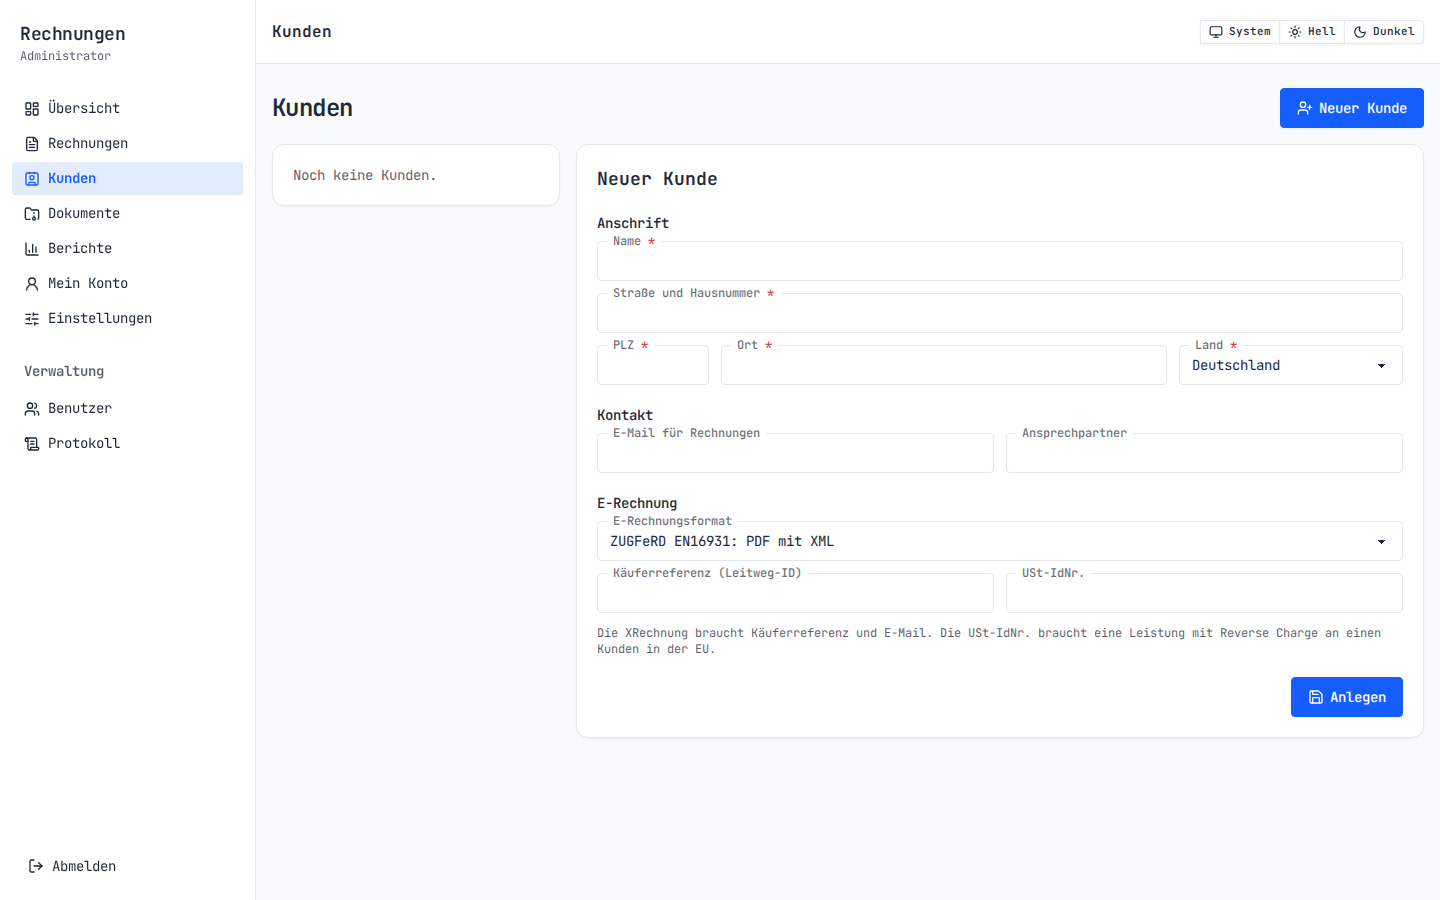 Rechnungen
Administrator
Übersicht
Rechnungen
Kunden
Dokumente
Berichte
Mein Konto
Einstellungen
Verwaltung
Benutzer
Protokoll
Abmelden
Kunden
System
Hell
Dunkel
Kunden
Neuer Kunde
Noch keine Kunden.
Neuer Kunde
Anschrift
Name *
Straße und Hausnummer *
PLZ *
Ort *
Land *
Deutschland
Kontakt
E-Mail für Rechnungen
Ansprechpartner
E-Rechnung
E-Rechnungsformat
ZUGFeRD EN16931: PDF mit XML
Käuferreferenz (Leitweg-ID)
USt-IdNr.
Die XRechnung braucht Käuferreferenz und E-Mail. Die USt-IdNr. braucht eine Leistung mit Reverse Charge an einen
Kunden in der EU.
Anlegen